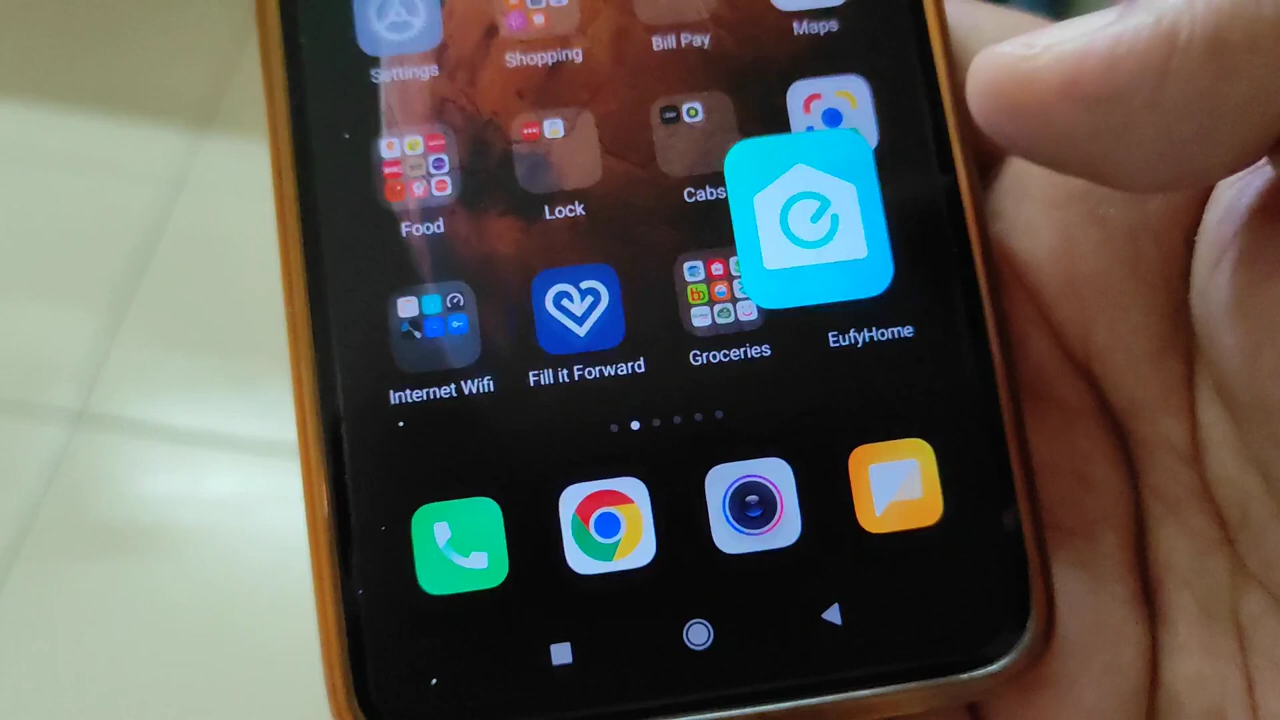 Settings
Shopping
Bill Pay
Maps
Food
Lock
Cabs
Internet Wifi
Fill it Forward
Groceries
EufyHome